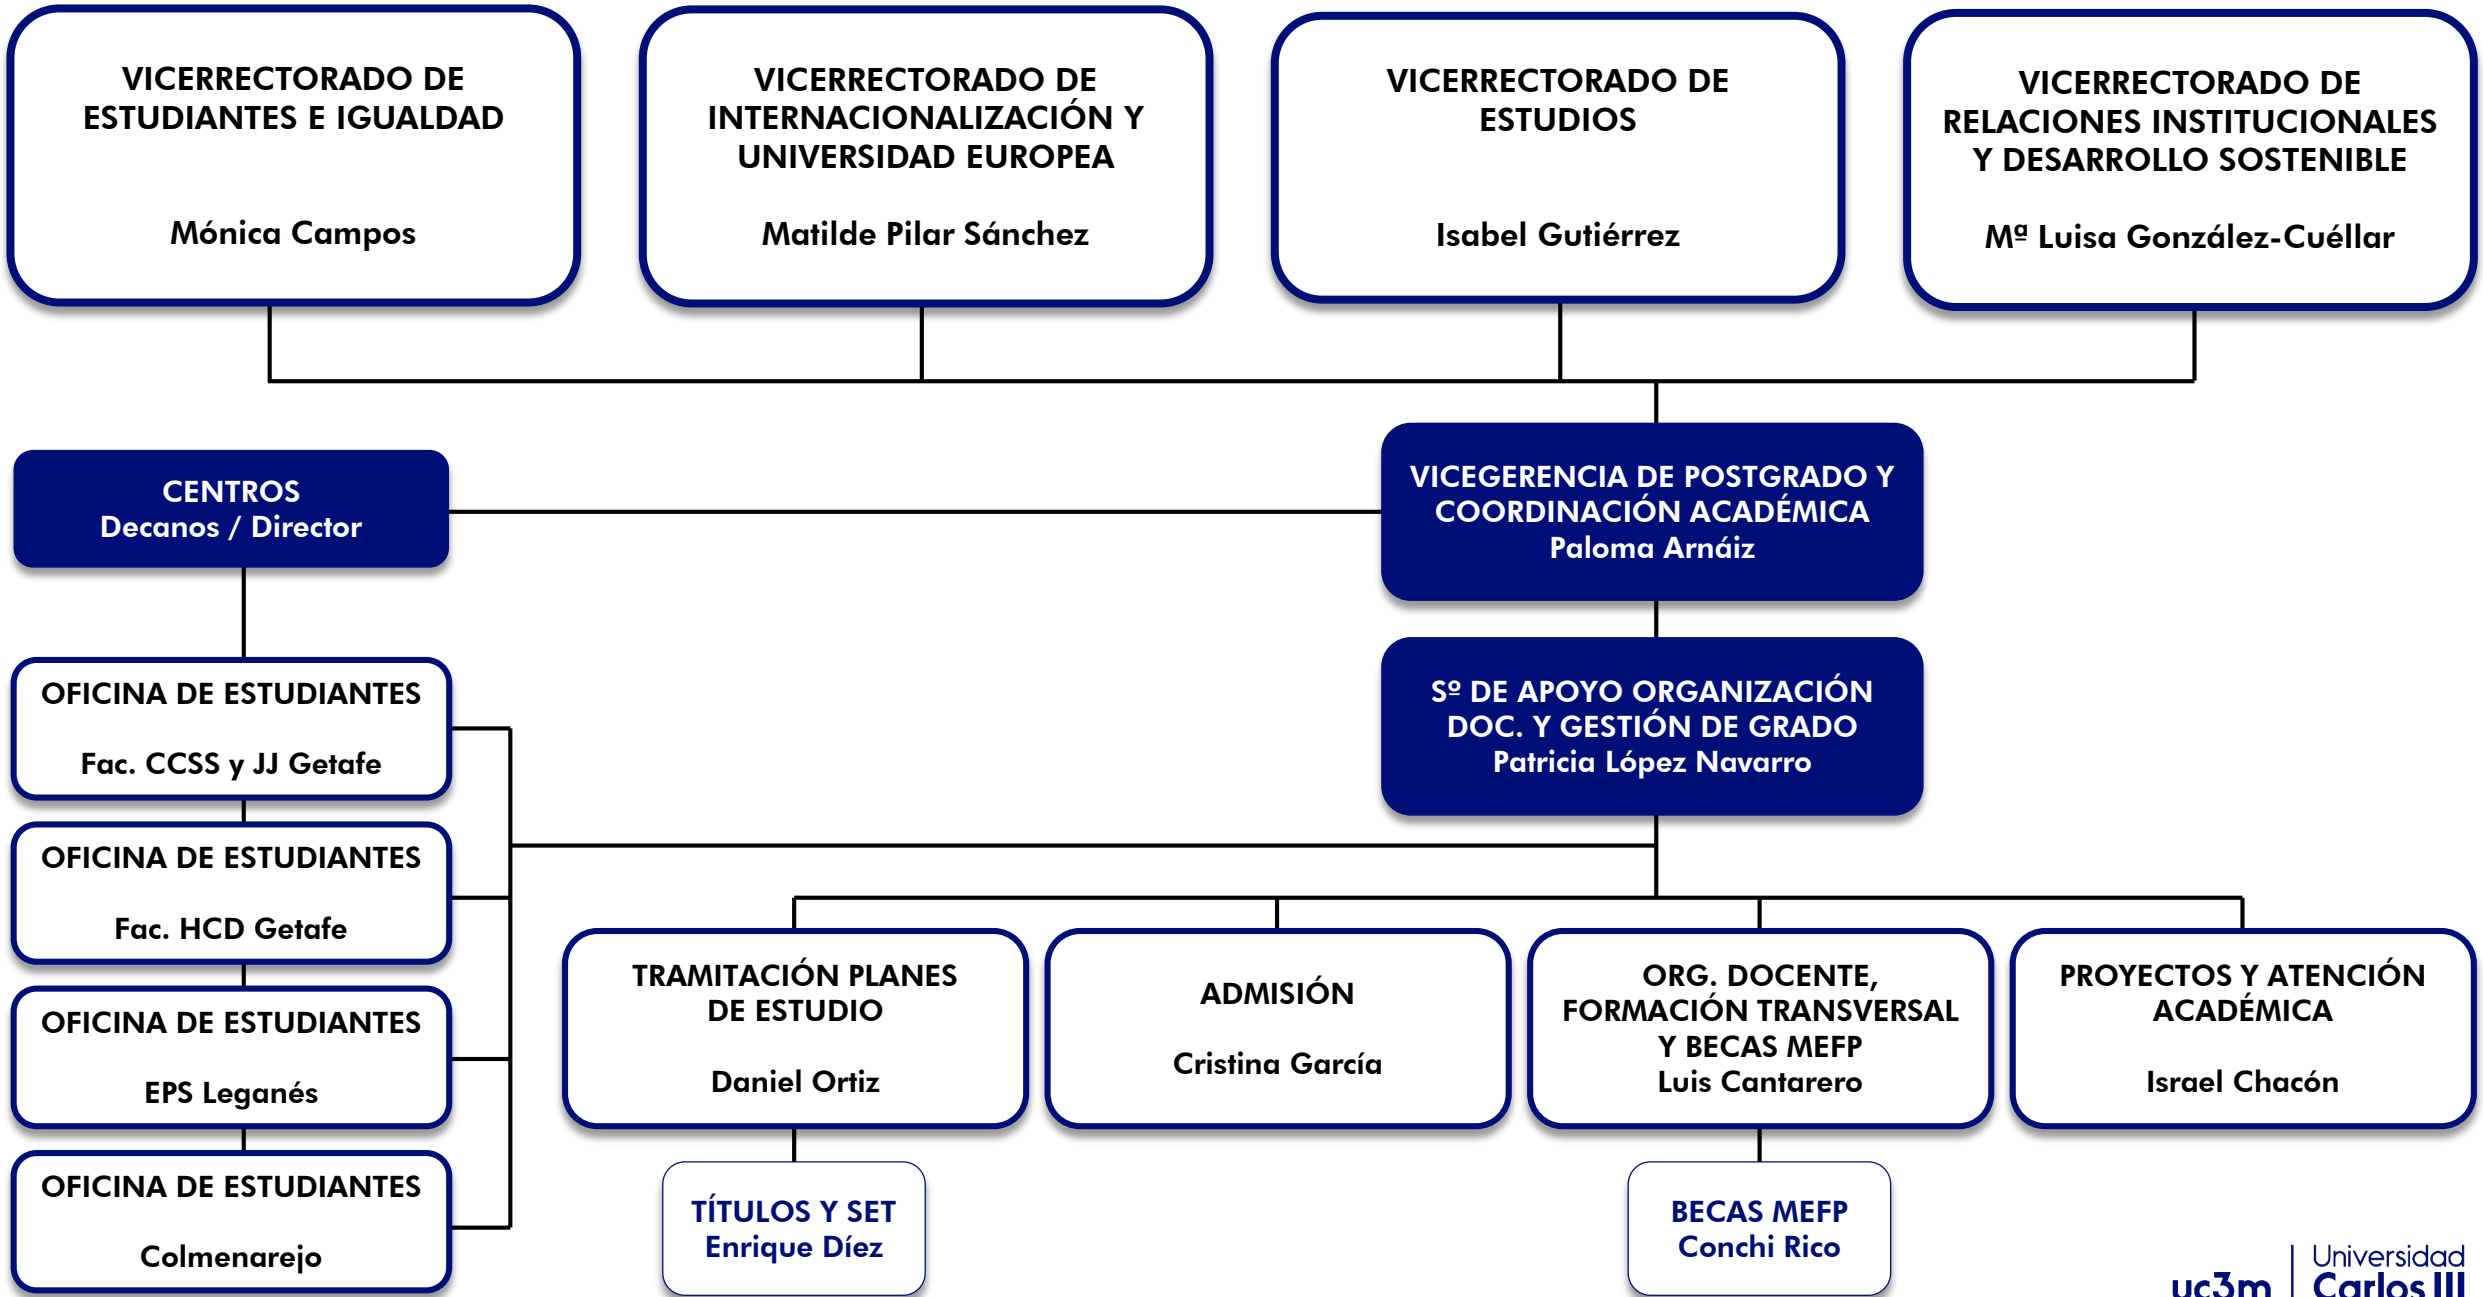 VICERRECTORADO DE
ESTUDIANTES E IGUALDAD
Mónica Campos
VICERRECTORADO DE
INTERNACIONALIZACIÓN Y
UNIVERSIDAD EUROPEA
Matilde Pilar Sánchez
VICERRECTORADO DE
ESTUDIOS
Isabel Gutiérrez
VICERRECTORADO DE
RELACIONES INSTITUCIONALES
Y DESARROLLO SOSTENIBLE
Mª Luisa González-Cuéllar
CENTROS
Decanos / Director
VICEGERENCIA DE POSTGRADO Y
COORDINACIÓN ACADÉMICA
Paloma Arnáiz
Sº DE APOYO ORGANIZACIÓN
DOC. Y GESTIÓN DE GRADO
Patricia López Navarro
OFICINA DE ESTUDIANTES
Fac. CCSS y JJ Getafe
OFICINA DE ESTUDIANTES
Fac. HCD Getafe
OFICINA DE ESTUDIANTES
EPS Leganés
OFICINA DE ESTUDIANTES
Colmenarejo
TRAMITACIÓN PLANES
DE ESTUDIO
Daniel Ortiz
ADMISIÓN
Cristina García
ORG. DOCENTE,
FORMACIÓN TRANSVERSAL
Y BECAS MEFP
Luis Cantarero
PROYECTOS Y ATENCIÓN
ACADÉMICA
Israel Chacón
TÍTULOS Y SET
Enrique Díez
BECAS MEFP
Conchi Rico
uc3m
Universidad
Carlos III